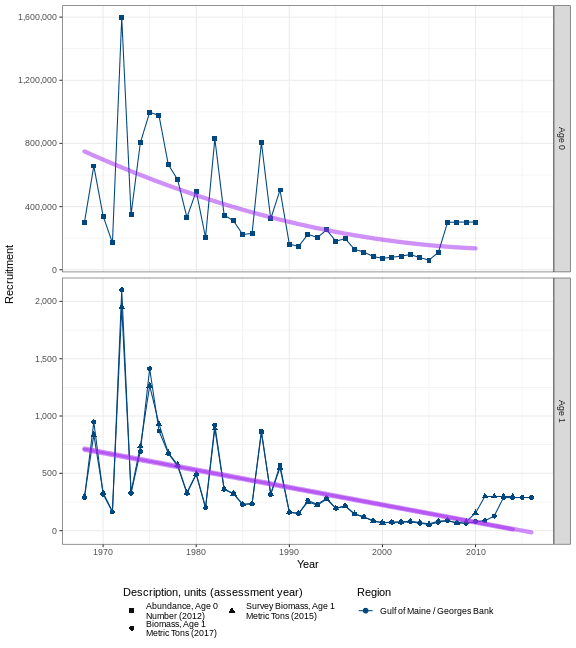 1,600,000
1,200,000
800,000
400,000
0
Age 0
Recruitment
2,000
1,500
1,000
500
0
Age 1
1970 1980 1990 2000 2010
Year
Description, units (assessment year)
Abundance, Age 0
Number (2012)
Biomass, Age 1
Metric Tons (2017)
Survey Biomass, Age 1
Metric Tons (2015)
Region
Gulf of Maine / Georges Bank